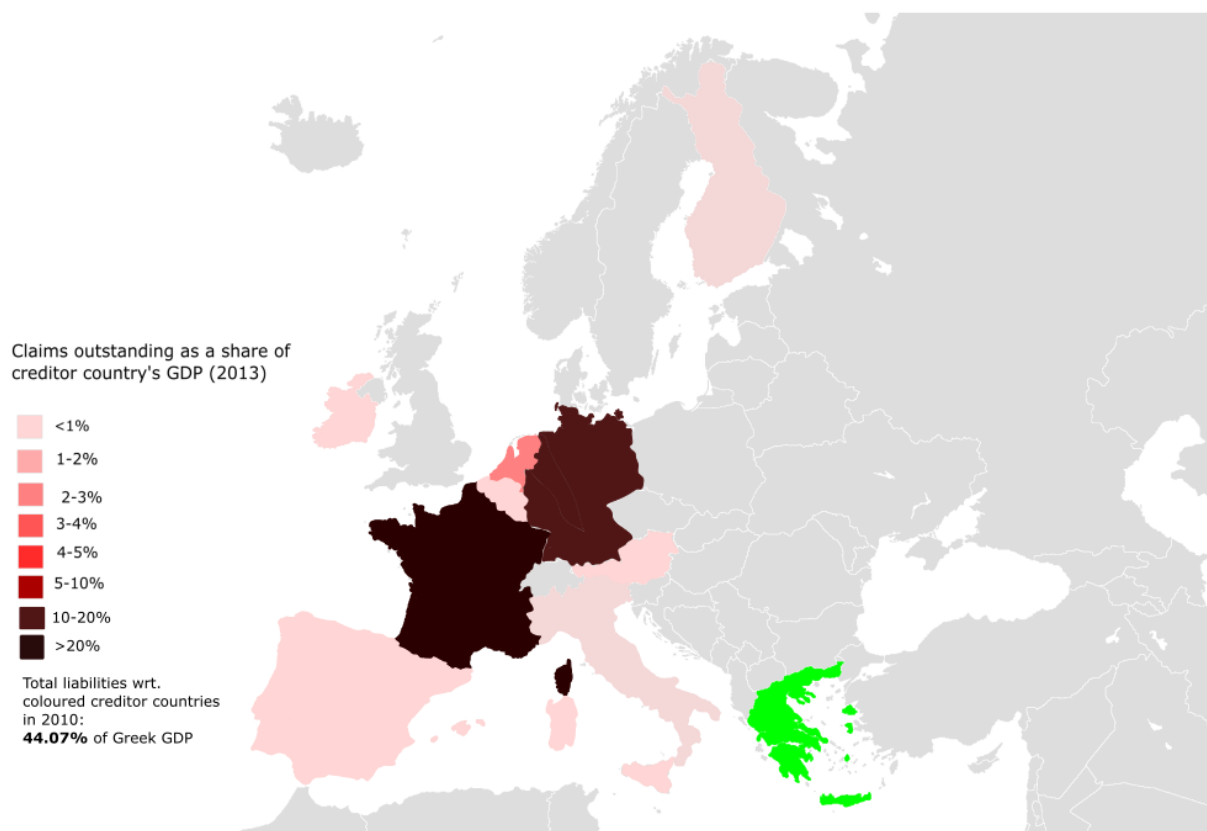 Claims outstanding as a share of
creditor country's GDP (2013)
<1%
1-2%
2-3%
3-4%
4-5%
5-10%
10-20%
>20%
Total liabilities wrt.
coloured creditor countries
in 2010:
44.07% of Greek GDP